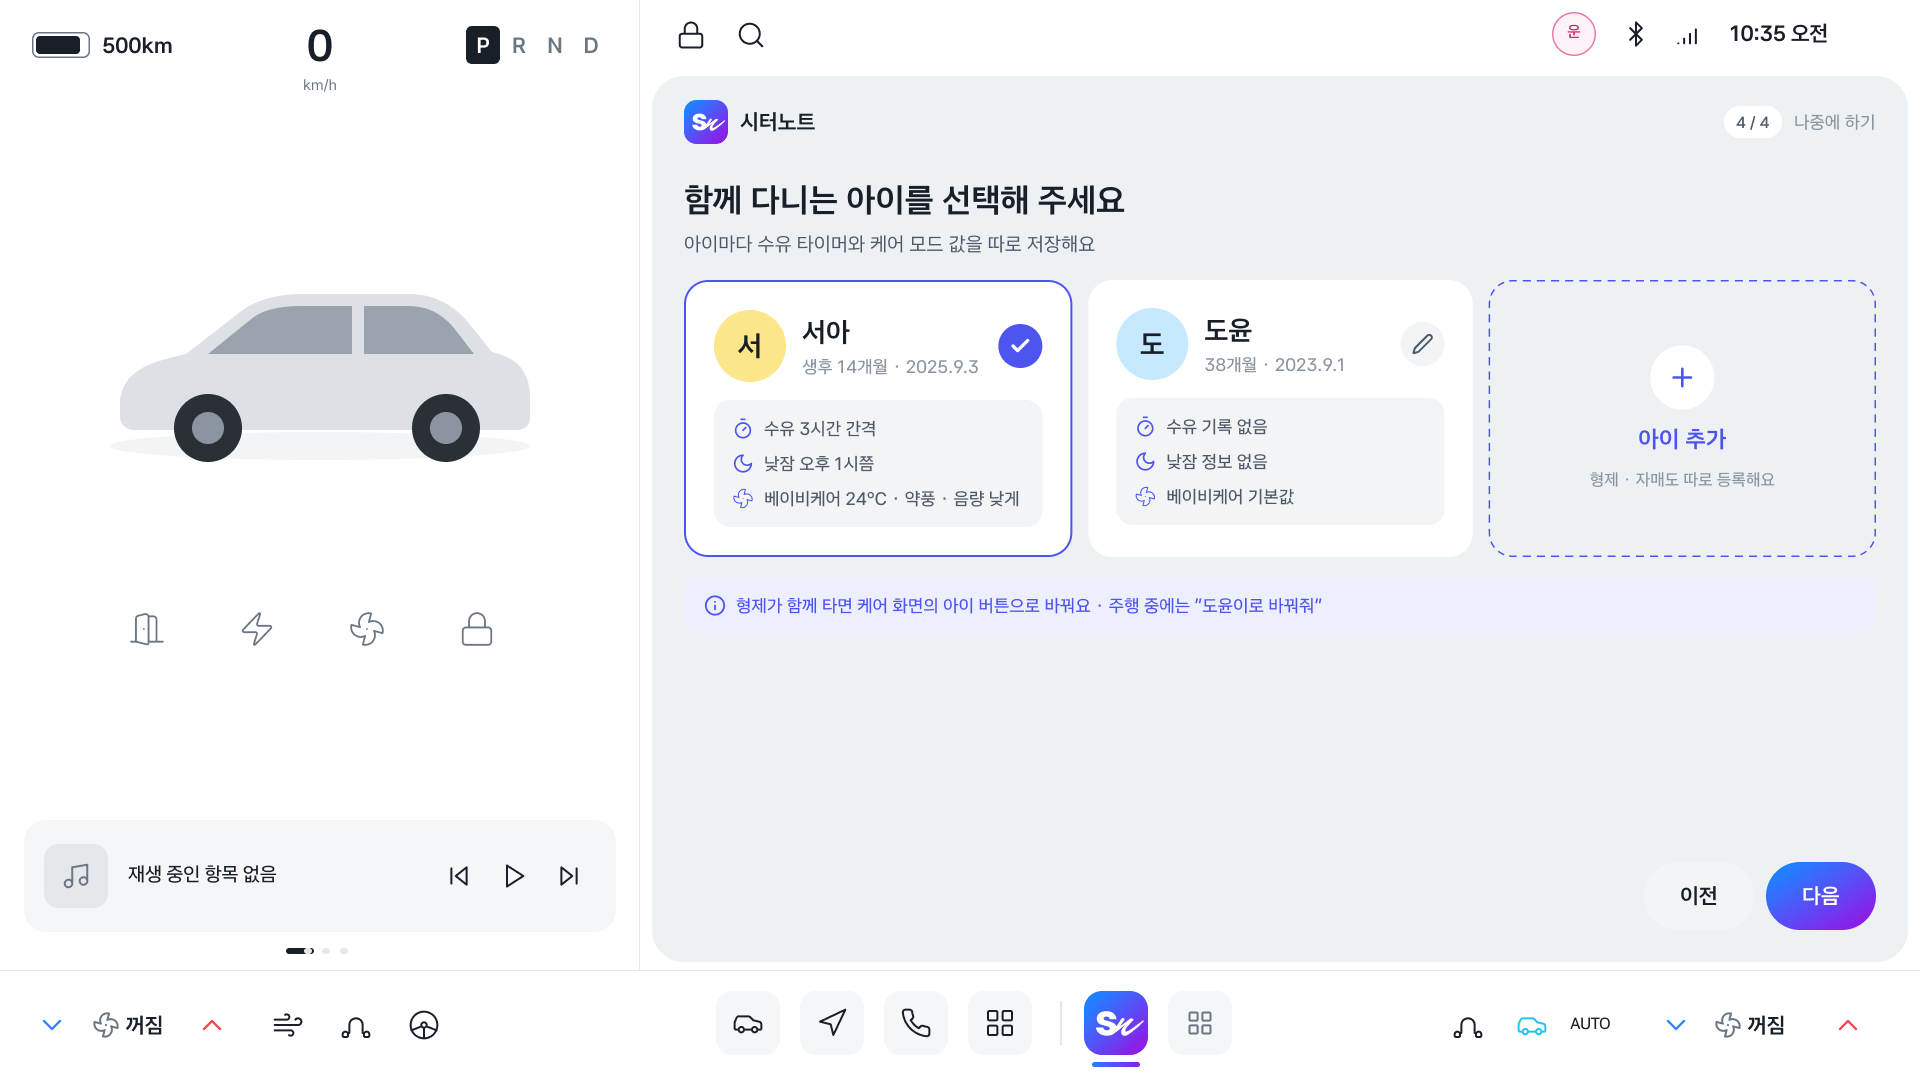 500km
0
km/h
P R N D
운
10:35 오전
Sn 시터노트
4 / 4 나중에 하기
함께 다니는 아이를 선택해 주세요
아이마다 수유 타이머와 케어 모드 값을 따로 저장해요
서
서아
생후 14개월 · 2025.9.3
수유 3시간 간격
낮잠 오후 1시쯤
베이비케어 24°C · 약풍 · 음량 낮게
도
도윤
38개월 · 2023.9.1
수유 기록 없음
낮잠 정보 없음
베이비케어 기본값
아이 추가
형제 · 자매도 따로 등록해요
형제가 함께 타면 케어 화면의 아이 버튼으로 바꿔요 · 주행 중에는 "도윤이로 바꿔줘"
이전
다음
재생 중인 항목 없음
꺼짐
Sn
AUTO
꺼짐